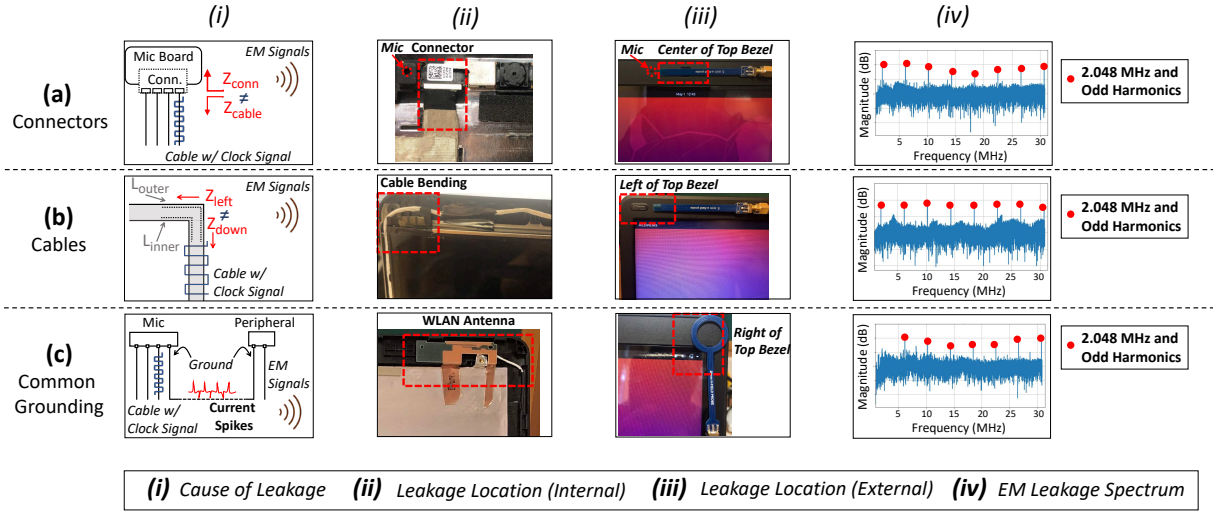 (i)
(ii)
(iii)
(iv)
(a)
Connectors
Mic Board
Conn.
EM Signals
Zconn
≠
Zcable
Cable w/ Clock Signal
Mic Connector
Mic Center of Top Bezel
Magnitude (dB)
5 10 15 20 25 30
Frequency (MHz)
2.048 MHz and
Odd Harmonics
(b)
Cables
Louter
Zleft
EM Signals
≠
Zdown
Linner
Cable w/
Clock Signal
Cable Bending
Left of Top Bezel
Magnitude (dB)
5 10 15 20 25 30
Frequency (MHz)
2.048 MHz and
Odd Harmonics
(c)
Common
Grounding
Mic
Peripheral
Ground
EM
Signals
Cable w/
Clock Signal
Current
Spikes
WLAN Antenna
Right of
Top Bezel
Magnitude (dB)
5 10 15 20 25 30
Frequency (MHz)
2.048 MHz and
Odd Harmonics
(i) Cause of Leakage (ii) Leakage Location (Internal) (iii) Leakage Location (External) (iv) EM Leakage Spectrum